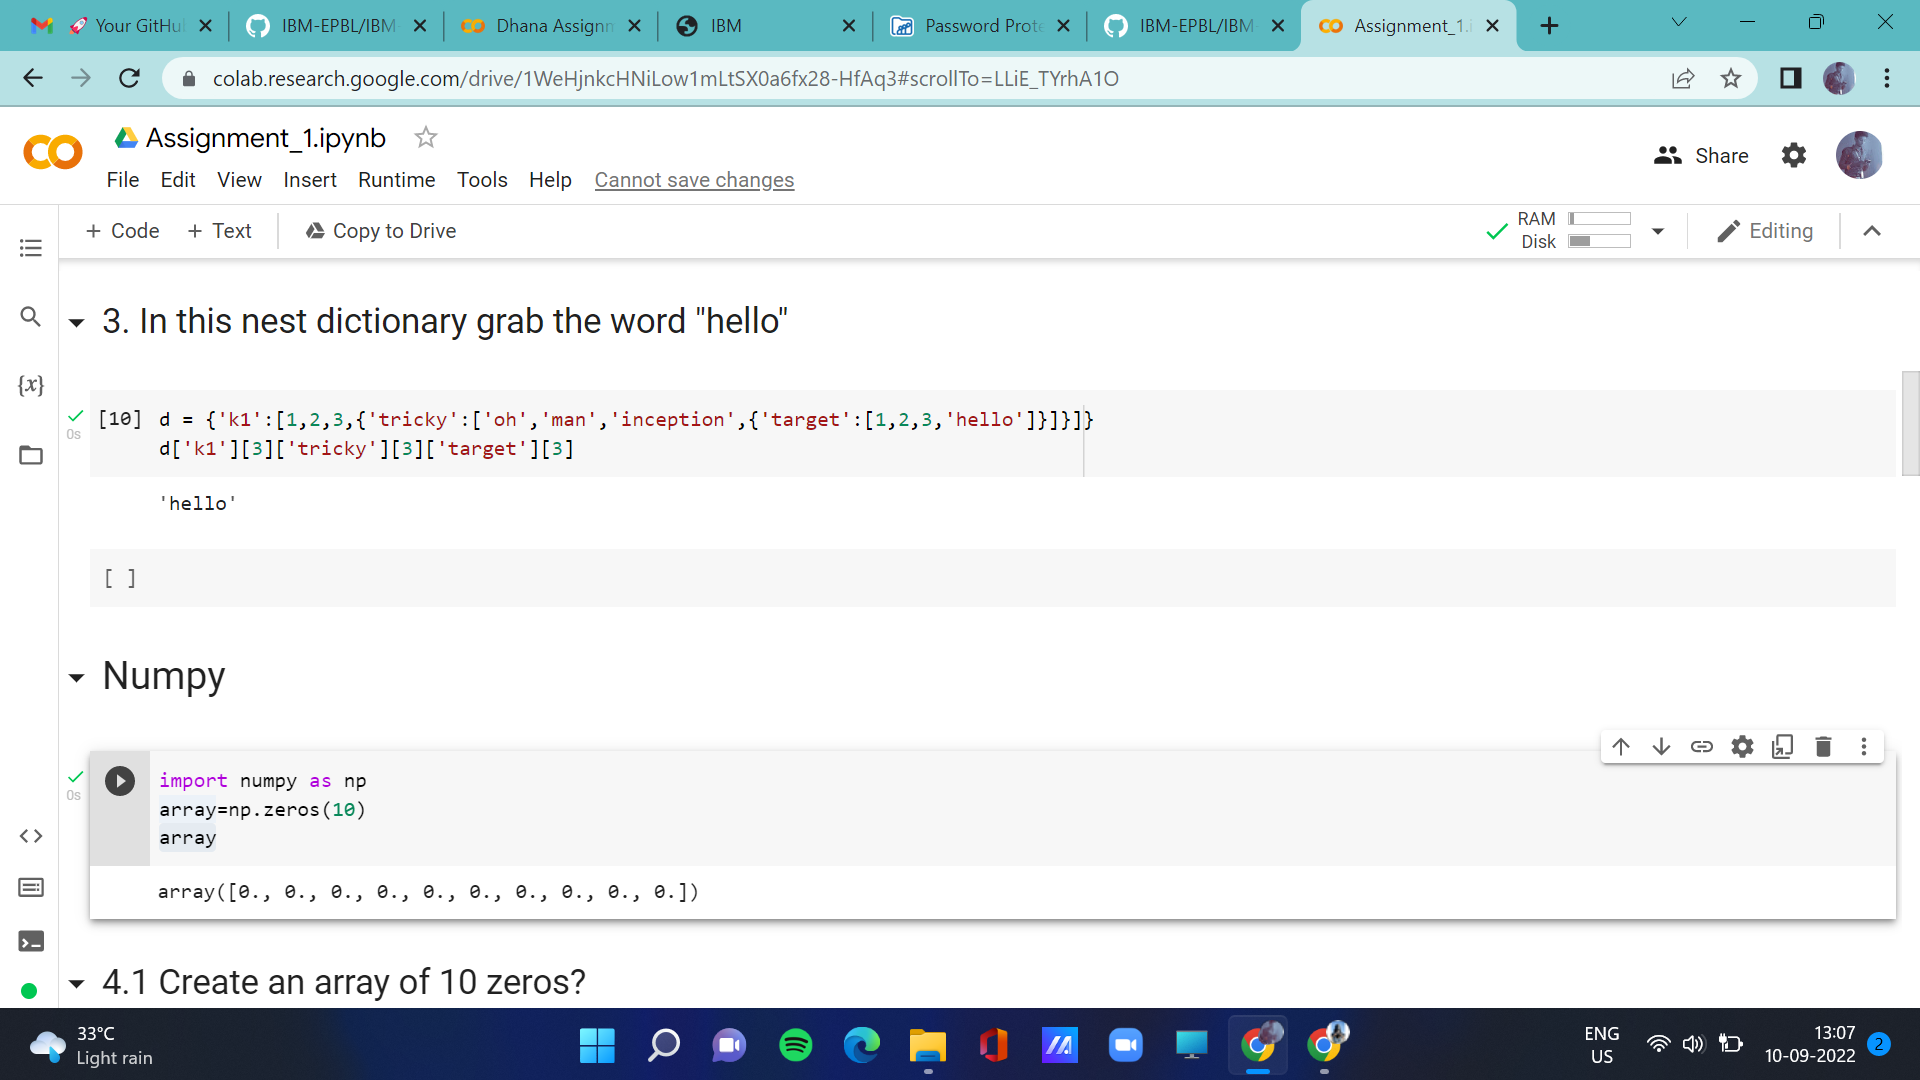 🚀 Your GitHu
IBM-EPBL/IBM-
Dhana Assignm
IBM
Password Prote
IBM-EPBL/IBM-
Assignment_1.i
colab.research.google.com/drive/1WeHjnkcHNiLow1mLtSX0a6fx28-HfAq3#scrollTo=LLiE_TYrhA1O
Assignment_1.ipynb
File Edit View Insert Runtime Tools Help Cannot save changes
Share
+ Code + Text Copy to Drive
RAM
Disk
Editing
3. In this nest dictionary grab the word "hello"
{x}
[10] d = {'k1':[1,2,3,{'tricky':['oh','man','inception',{'target':[1,2,3,'hello']}]}]}
0s
d['k1'][3]['tricky'][3]['target'][3]
'hello'
[ ]
Numpy
import numpy as np
0s
array=np.zeros(10)
array
array([0., 0., 0., 0., 0., 0., 0., 0., 0., 0.])
4.1 Create an array of 10 zeros?
33°C
Light rain
ENG
US
13:07
10-09-2022
2